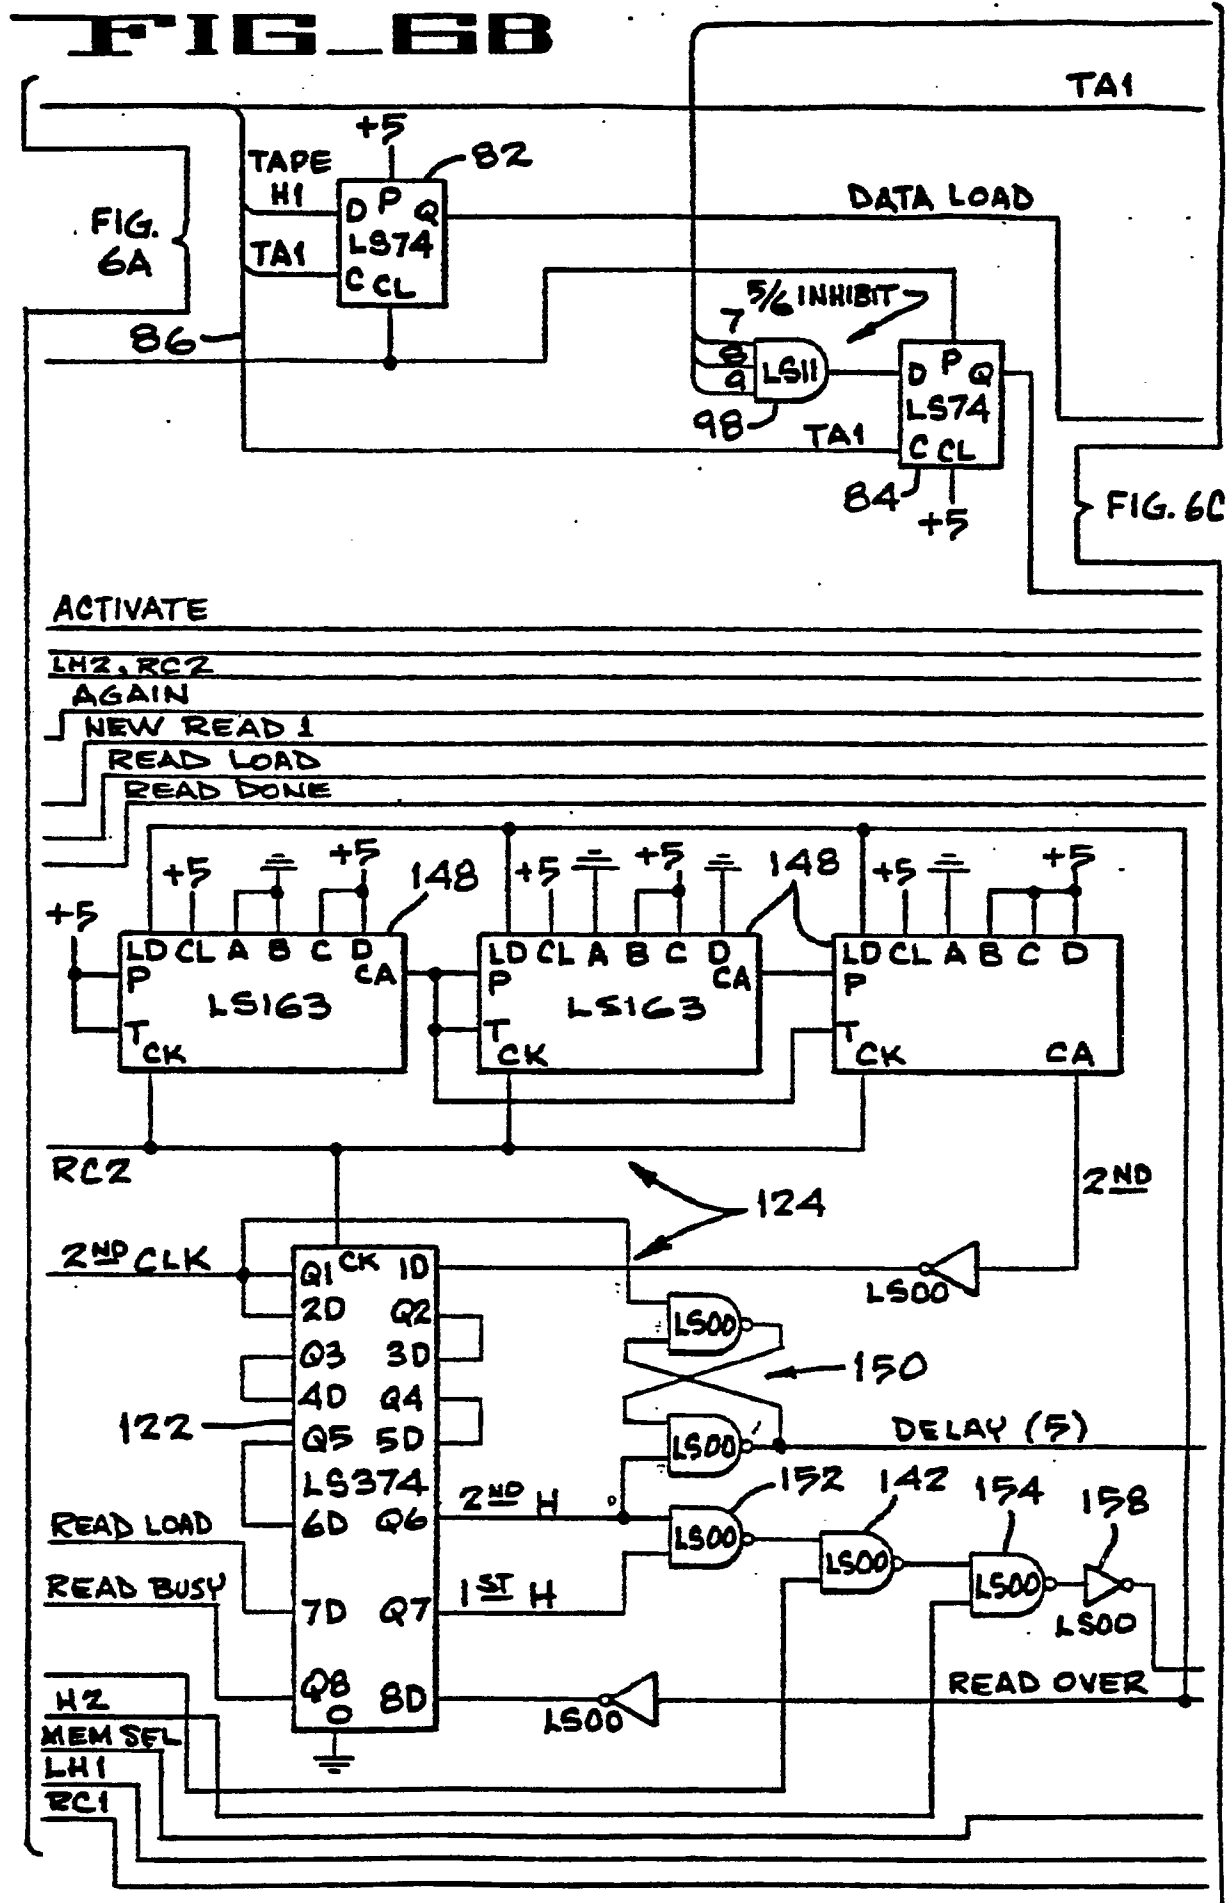 FIG_6B
TA1
+5
82
TAPE
H1
D P Q
LS74
C CL
TA1
DATA LOAD
FIG.
6A
86
5/6 INHIBIT
7
8
9
LS11
98
TA1
D P Q
LS74
C CL
84
+5
FIG. 6C
ACTIVATE
LH2, RC2
AGAIN
NEW READ 1
READ LOAD
READ DONE
+5
+5
+5
148
+5
+5
148
+5
+5
LD CL A B C D
P CA
LS163
T
CK
LD CL A B C D
P CA
LS163
T
CK
LD CL A B C D
P
T
CK CA
RC2
2ND
124
2ND CLK
Q1 CK 1D
2D Q2
Q3 3D
4D Q4
Q5 5D
LS374
6D Q6
7D Q7
Q8 8D
O
122
LS00
LS00
150
LS00
DELAY (5)
2ND H
152
142
154
158
LS00
LS00
LS00
LS00
READ LOAD
READ BUSY
1ST H
READ OVER
LS00
H2
MEM SEL
LH1
RC1